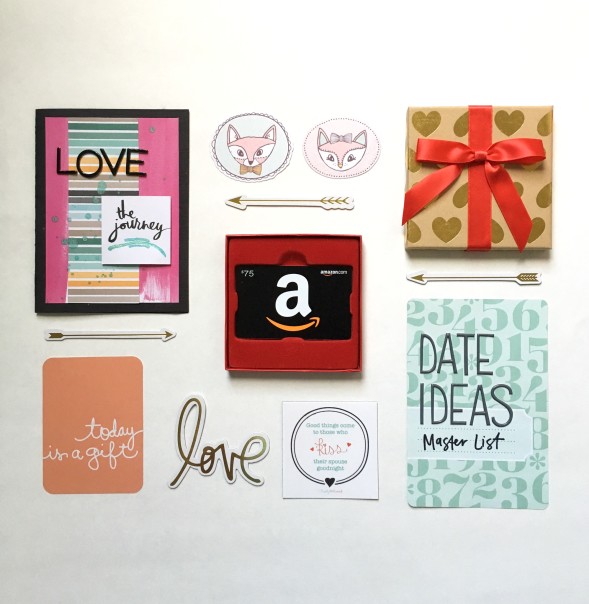 LOVE
the
journey
$75
amazon.com
a
today
is a gift
love
Good things come
to those who
kiss
their spouse
goodnight
DATE
IDEAS
Master List